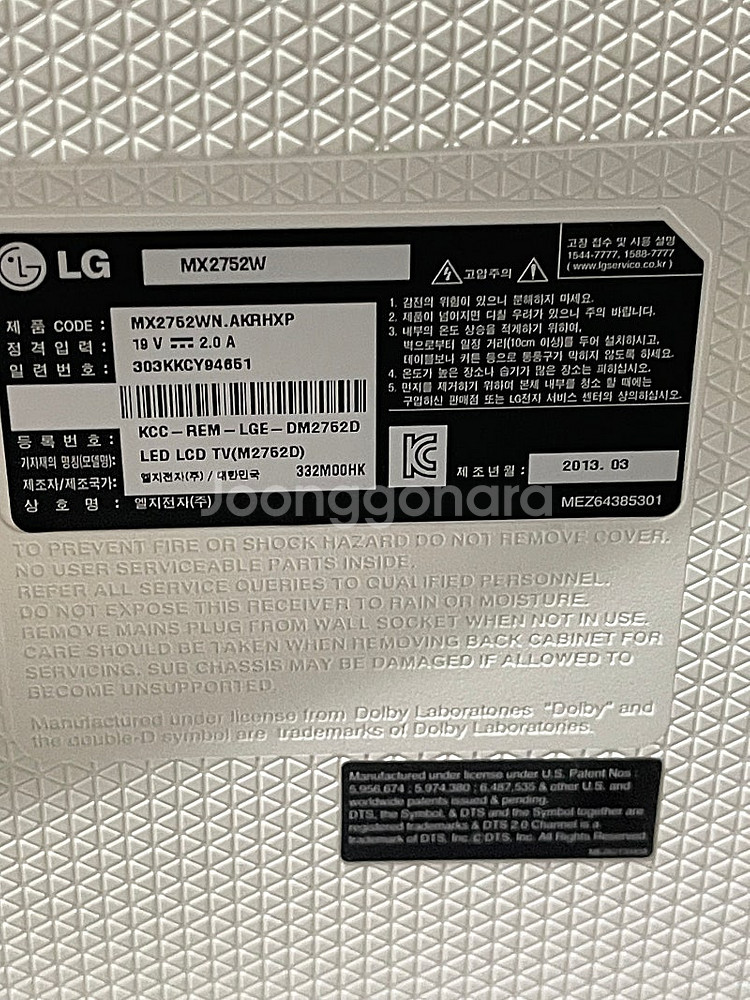 LG
MX2752W
고압주의
고장 접수 및 사용 설명
1544-7777, 1588-7777
( www.lgservice.co.kr )
제 품 CODE :
MX2752WN.AKRHXP
정 격 입 력 :
19 V 2.0 A
일 련 번 호 :
303KKCY94651
등 록 번 호 :
KCC-REM-LGE-DM2752D
기자재의 명칭(모델명):
LED LCD TV(M2752D)
제조자/제조국가:
엘지전자(주) / 대한민국
332M00HK
상 호 명 : 엘지전자(주)
1. 감전의 위험이 있으니 분해하지 마세요.
2. 제품이 넘어지면 다칠 우려가 있으니 주의 바랍니다.
3. 내부의 온도 상승을 적게하기 위하여,
벽으로부터 일정 거리(10cm 이상)를 두어 설치하시고,
테이블보나 커튼 등으로 통풍구가 막히지 않도록 하세요.
4. 온도가 높은 장소나 습기가 많은 장소는 피하십시오.
5. 먼지를 제거하기 위하여 본체 내부를 청소 할 때에는
구입하신 판매점 또는 LG전자 서비스 센터와 상의하십시오.
제 조 년 월 :
2013. 03
MEZ64385301
Joonggonara
TO PREVENT FIRE OR SHOCK HAZARD DO NOT REMOVE COVER.
NO USER SERVICEABLE PARTS INSIDE.
REFER ALL SERVICE QUERIES TO QUALIFIED PERSONNEL.
DO NOT EXPOSE THIS RECEIVER TO RAIN OR MOISTURE.
REMOVE MAINS PLUG FROM WALL SOCKET WHEN NOT IN USE.
CARE SHOULD BE TAKEN WHEN REMOVING BACK CABINET FOR
SERVICING. SUB CHASSIS MAY BE DAMAGED IF ALLOWED TO
BECOME UNSUPPORTED.
Manufactured under license from Dolby Laboratories. "Dolby" and
the double-D symbol are trademarks of Dolby Laboratories.
Manufactured under license under U.S. Patent Nos :
5,956,674 ; 5,974,380 ; 6,487,535 & other U.S. and
worldwide patents issued & pending.
DTS, the Symbol, & DTS and the Symbol together are
registered trademarks & DTS 2.0 Channel is a
trademark of DTS, Inc. © DTS, Inc. All Rights Reserved.